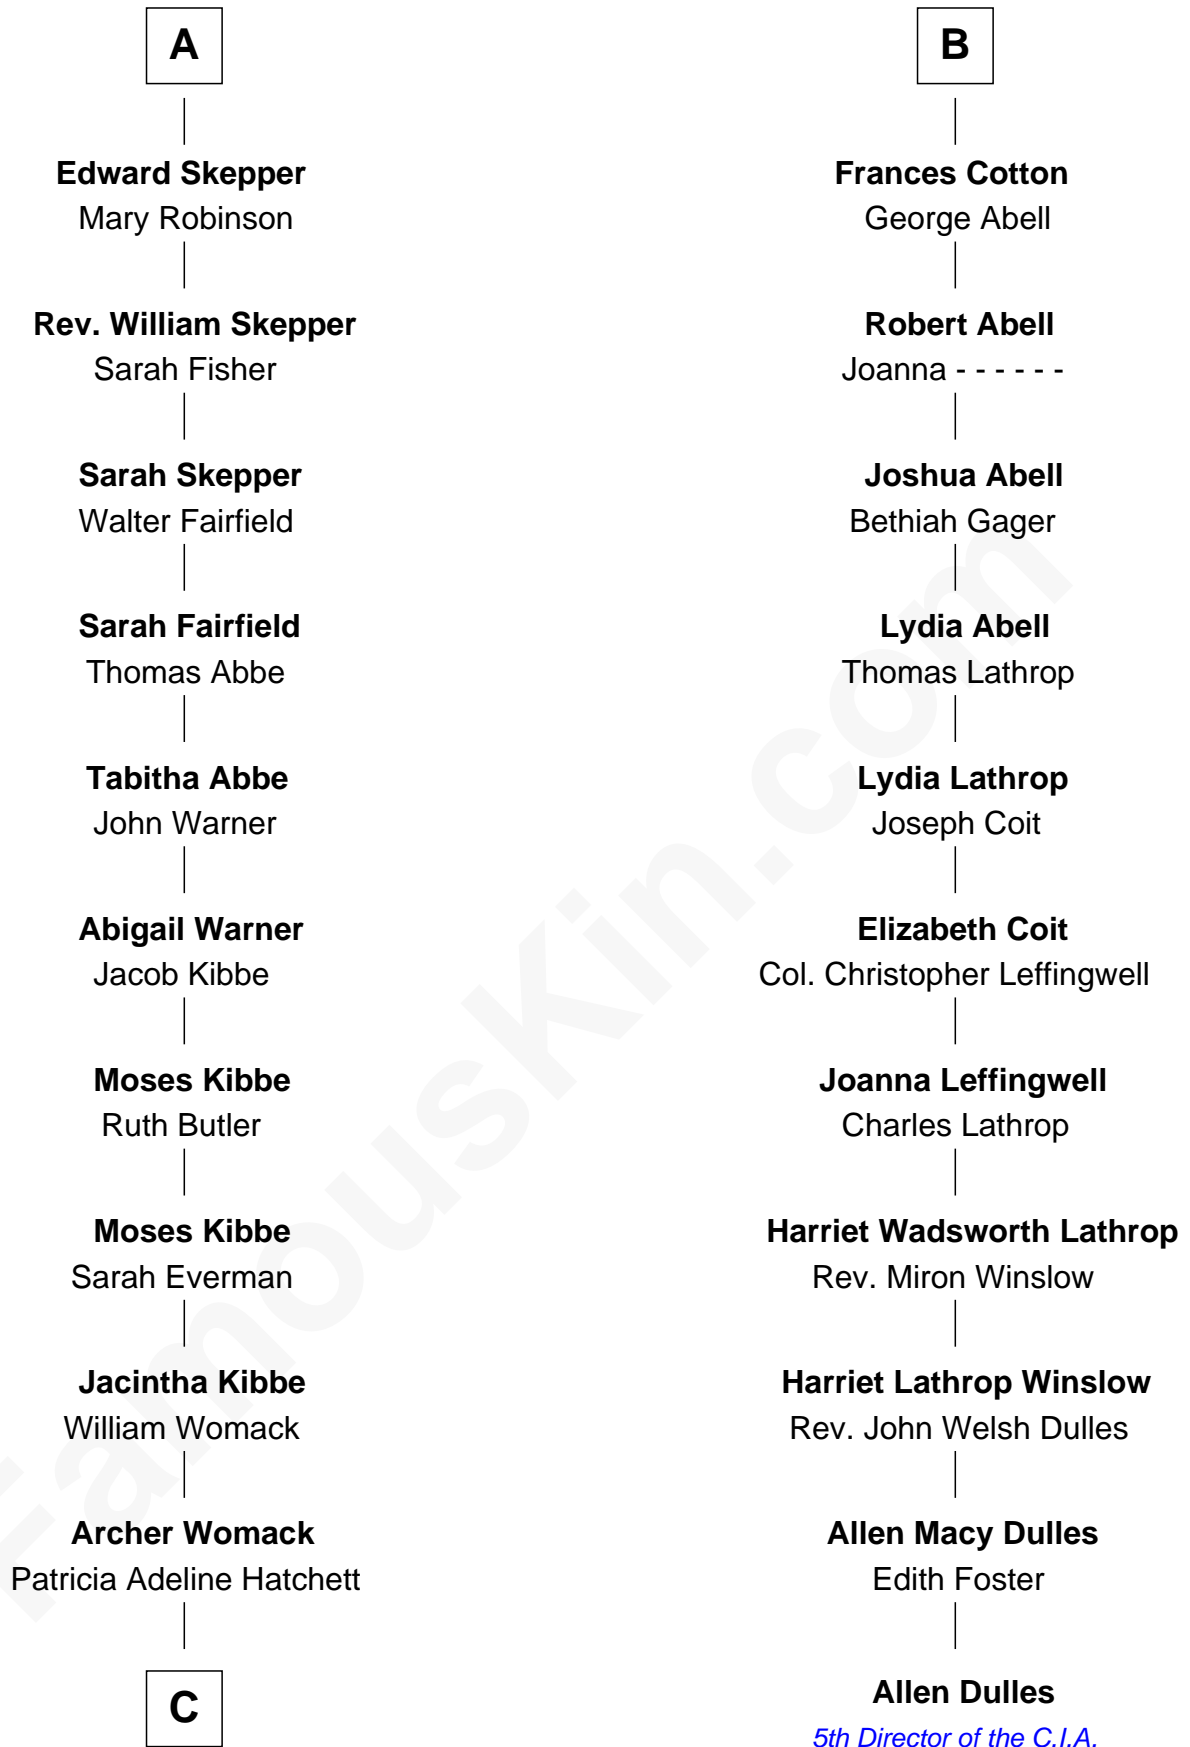 A
Edward Skepper
Mary Robinson
Rev. William Skepper
Sarah Fisher
Sarah Skepper
Walter Fairfield
Sarah Fairfield
Thomas Abbe
Tabitha Abbe
John Warner
Abigail Warner
Jacob Kibbe
Moses Kibbe
Ruth Butler
Moses Kibbe
Sarah Everman
Jacintha Kibbe
William Womack
Archer Womack
Patricia Adeline Hatchett
C
B
Frances Cotton
George Abell
Robert Abell
Joanna - - - - - -
Joshua Abell
Bethiah Gager
Lydia Abell
Thomas Lathrop
Lydia Lathrop
Joseph Coit
Elizabeth Coit
Col. Christopher Leffingwell
Joanna Leffingwell
Charles Lathrop
Harriet Wadsworth Lathrop
Rev. Miron Winslow
Harriet Lathrop Winslow
Rev. John Welsh Dulles
Allen Macy Dulles
Edith Foster
Allen Dulles
5th Director of the C.I.A.
FamousKin.com